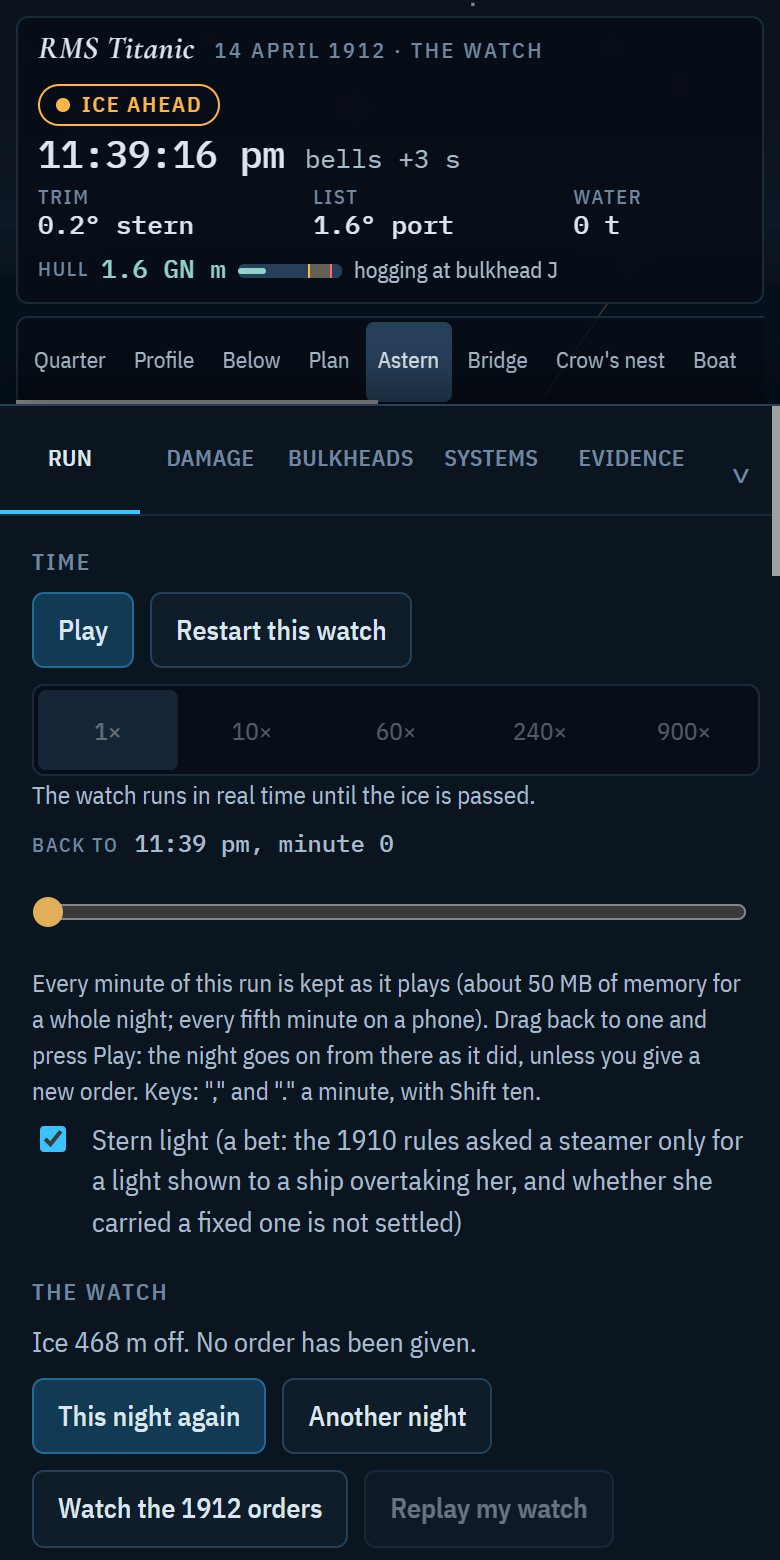 RMS Titanic 14 APRIL 1912 · THE WATCH
ICE AHEAD
11:39:16 pm bells +3 s
TRIM LIST WATER
0.2° stern 1.6° port 0 t
HULL 1.6 GN m hogging at bulkhead J
Quarter Profile Below Plan Astern Bridge Crow's nest Boat
RUN DAMAGE BULKHEADS SYSTEMS EVIDENCE
TIME
Play Restart this watch
1× 10× 60× 240× 900×
The watch runs in real time until the ice is passed.
BACK TO 11:39 pm, minute 0
Every minute of this run is kept as it plays (about 50 MB of memory for
a whole night; every fifth minute on a phone). Drag back to one and
press Play: the night goes on from there as it did, unless you give a
new order. Keys: "," and "." a minute, with Shift ten.
Stern light (a bet: the 1910 rules asked a steamer only for
a light shown to a ship overtaking her, and whether she
carried a fixed one is not settled)
THE WATCH
Ice 468 m off. No order has been given.
This night again Another night
Watch the 1912 orders Replay my watch